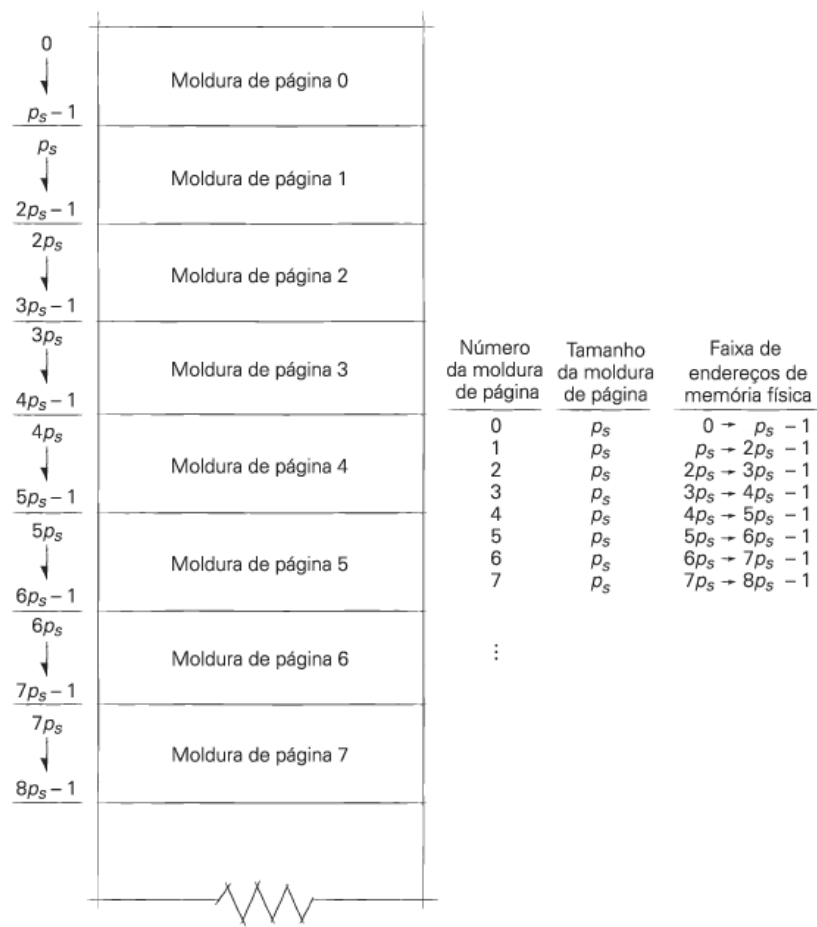 0
pₛ – 1
Moldura de página 0
pₛ
2pₛ – 1
Moldura de página 1
2pₛ
3pₛ – 1
Moldura de página 2
3pₛ
4pₛ – 1
Moldura de página 3
4pₛ
5pₛ – 1
Moldura de página 4
5pₛ
6pₛ – 1
Moldura de página 5
6pₛ
7pₛ – 1
Moldura de página 6
7pₛ
8pₛ – 1
Moldura de página 7
Número da moldura de página
Tamanho da moldura de página
Faixa de endereços de memória física
0 pₛ 0 → pₛ – 1
1 pₛ pₛ → 2pₛ – 1
2 pₛ 2pₛ → 3pₛ – 1
3 pₛ 3pₛ → 4pₛ – 1
4 pₛ 4pₛ → 5pₛ – 1
5 pₛ 5pₛ → 6pₛ – 1
6 pₛ 6pₛ → 7pₛ – 1
7 pₛ 7pₛ → 8pₛ – 1
⋮